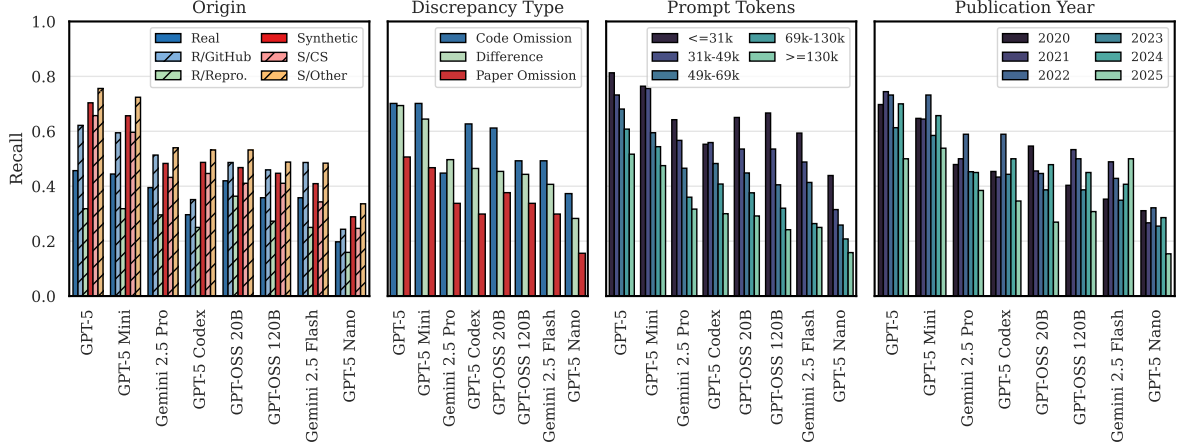 Origin
Discrepancy Type
Prompt Tokens
Publication Year
Recall
1.0
0.8
0.6
0.4
0.2
0.0
Real
R/GitHub
R/Repro.
Synthetic
S/CS
S/Other
Code Omission
Difference
Paper Omission
<=31k
31k-49k
49k-69k
69k-130k
>=130k
2020
2021
2022
2023
2024
2025
GPT-5
GPT-5 Mini
Gemini 2.5 Pro
GPT-5 Codex
GPT-OSS 20B
GPT-OSS 120B
Gemini 2.5 Flash
GPT-5 Nano
GPT-5
GPT-5 Mini
Gemini 2.5 Pro
GPT-5 Codex
GPT-OSS 20B
GPT-OSS 120B
Gemini 2.5 Flash
GPT-5 Nano
GPT-5
GPT-5 Mini
Gemini 2.5 Pro
GPT-5 Codex
GPT-OSS 20B
GPT-OSS 120B
Gemini 2.5 Flash
GPT-5 Nano
GPT-5
GPT-5 Mini
Gemini 2.5 Pro
GPT-5 Codex
GPT-OSS 20B
GPT-OSS 120B
Gemini 2.5 Flash
GPT-5 Nano